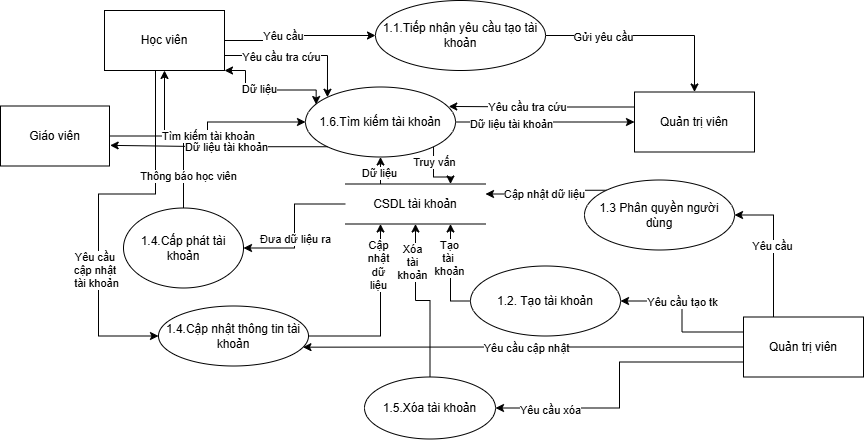 Học viên
Yêu cầu
1.1.Tiếp nhận yêu cầu tạo tài
khoản
Gửi yêu cầu
Yêu cầu tra cứu
Dữ liệu
Giáo viên
Tìm kiếm tài khoản
Dữ liệu tài khoản
1.6.Tìm kiếm tài khoản
Yêu cầu tra cứu
Dữ liệu tài khoản
Quản trị viên
Thông báo học viên
Dữ liệu
Truy vấn
CSDL tài khoản
Cập nhật dữ liệu
1.3 Phân quyền người
dùng
Yêu cầu
1.4.Cấp phát tài
khoản
Đưa dữ liệu ra
Yêu cầu
cập nhật
tài khoản
Cập
nhật dữ
liệu
Xóa
tài
khoản
Tạo
tài
khoản
1.2. Tạo tài khoản
Yêu cầu tạo tk
1.4.Cập nhật thông tin tài
khoản
Yêu cầu cập nhật
Quản trị viên
1.5.Xóa tài khoản
Yêu cầu xóa